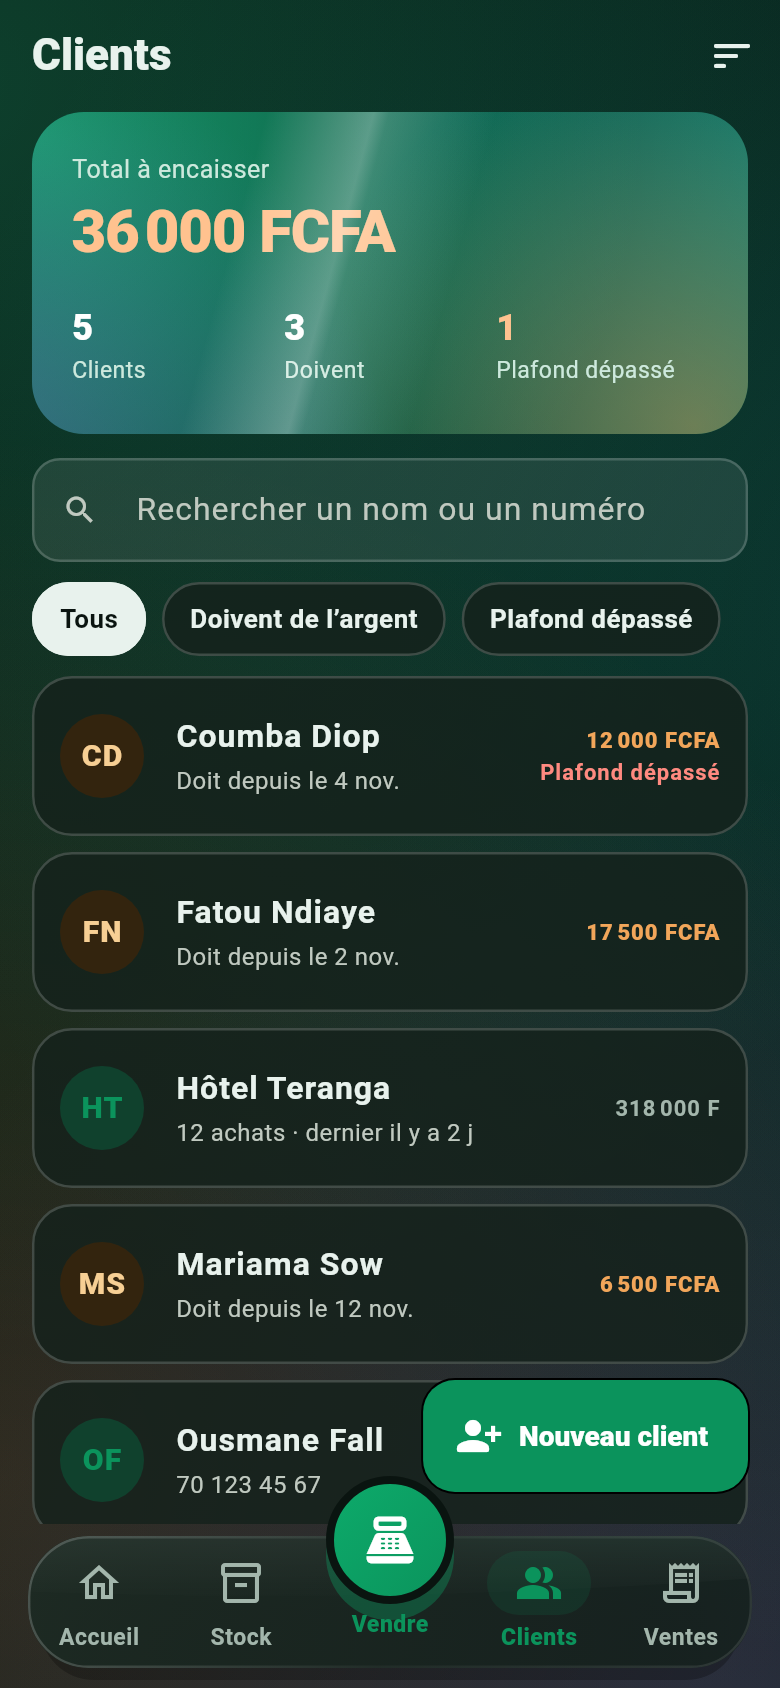 Clients
Total à encaisser
36 000 FCFA
5
Clients
3
Doivent
1
Plafond dépassé
Rechercher un nom ou un numéro
Tous
Doivent de l’argent
Plafond dépassé
CD
Coumba Diop
Doit depuis le 4 nov.
12 000 FCFA
Plafond dépassé
FN
Fatou Ndiaye
Doit depuis le 2 nov.
17 500 FCFA
HT
Hôtel Teranga
12 achats · dernier il y a 2 j
318 000 F
MS
Mariama Sow
Doit depuis le 12 nov.
6 500 FCFA
OF
Ousmane Fall
70 123 45 67
Nouveau client
Accueil
Stock
Vendre
Clients
Ventes